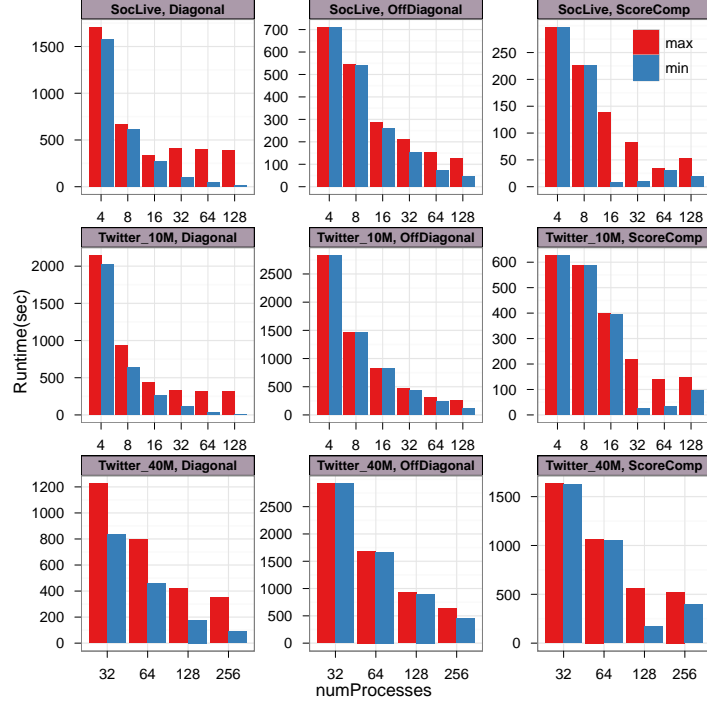 SocLive, Diagonal
SocLive, OffDiagonal
SocLive, ScoreComp
1500
1000
500
0
4 8 16 32 64 128
700
600
500
400
300
200
100
0
4 8 16 32 64 128
250
200
150
100
50
0
4 8 16 32 64 128
max
min
Twitter_10M, Diagonal
Twitter_10M, OffDiagonal
Twitter_10M, ScoreComp
Runtime(sec)
2000
1500
1000
500
0
4 8 16 32 64 128
2500
2000
1500
1000
500
0
4 8 16 32 64 128
600
500
400
300
200
100
0
4 8 16 32 64 128
Twitter_40M, Diagonal
Twitter_40M, OffDiagonal
Twitter_40M, ScoreComp
1200
1000
800
600
400
200
0
32 64 128 256
2500
2000
1500
1000
500
0
32 64 128 256
1500
1000
500
0
32 64 128 256
numProcesses